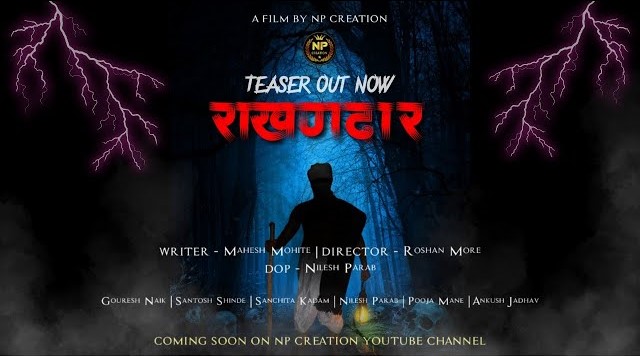 A FILM BY NP CREATION
NP
CREATION
TEASER OUT NOW
राखणदार
WRITER - MAHESH MOHITE | DIRECTOR - ROSHAN MORE
DOP - NILESH PARAB
GOURESH NAIK | SANTOSH SHINDE | SANCHITA KADAM | NILESH PARAB | POOJA MANE | ANKUSH JADHAV
COMING SOON ON NP CREATION YOUTUBE CHANNEL